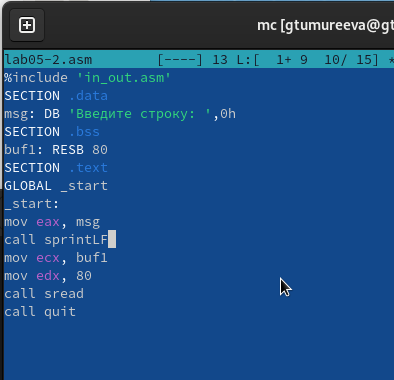 mc [gtumureeva@gt
lab05-2.asm [----] 13 L:[ 1+ 9 10/ 15] *
%include 'in_out.asm'
SECTION .data
msg: DB 'Введите строку: ',0h
SECTION .bss
buf1: RESB 80
SECTION .text
GLOBAL _start
_start:
mov eax, msg
call sprintLF
mov ecx, buf1
mov edx, 80
call sread
call quit